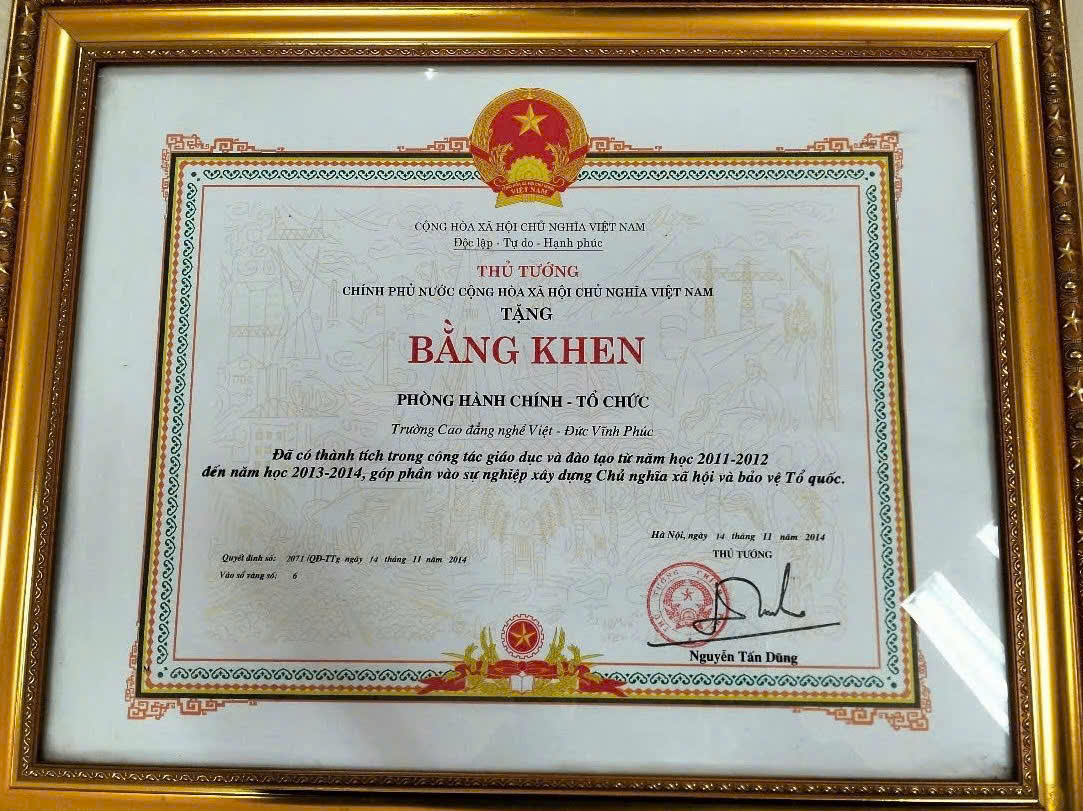 VIỆT NAM
CỘNG HÒA XÃ HỘI CHỦ NGHĨA VIỆT NAM
Độc lập - Tự do - Hạnh phúc
THỦ TƯỚNG
CHÍNH PHỦ NƯỚC CỘNG HÒA XÃ HỘI CHỦ NGHĨA VIỆT NAM
TẶNG
BẰNG KHEN
PHÒNG HÀNH CHÍNH - TỔ CHỨC
Trường Cao đẳng nghề Việt - Đức Vĩnh Phúc
Đã có thành tích trong công tác giáo dục và đào tạo từ năm học 2011-2012
đến năm học 2013-2014, góp phần vào sự nghiệp xây dựng Chủ nghĩa xã hội và bảo vệ Tổ quốc.
Hà Nội, ngày 14 tháng 11 năm 2014
THỦ TƯỚNG
Quyết định số: 2071/QĐ-TTg ngày 14 tháng 11 năm 2014
Vào sổ vàng số: 6
THỦ TƯỚNG
Nguyễn Tấn Dũng